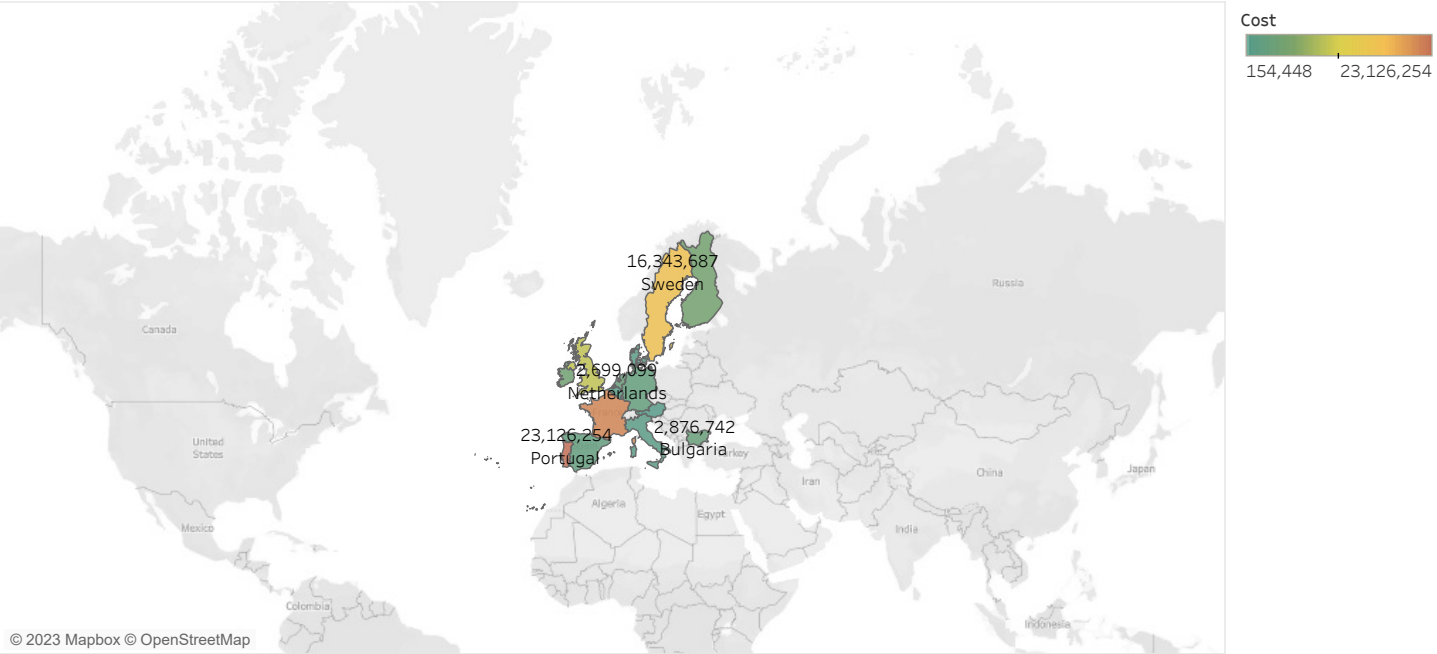 Cost
154,448 23,126,254
16,343,687
Sweden
Russia
Canada
2,699,099
Netherlands
23,126,254
Portugal
2,876,742
Bulgaria
United
States
Iran
China
Japan
Algeria
Egypt
Mexico
India
Colombia
Indonesia
© 2023 Mapbox © OpenStreetMap